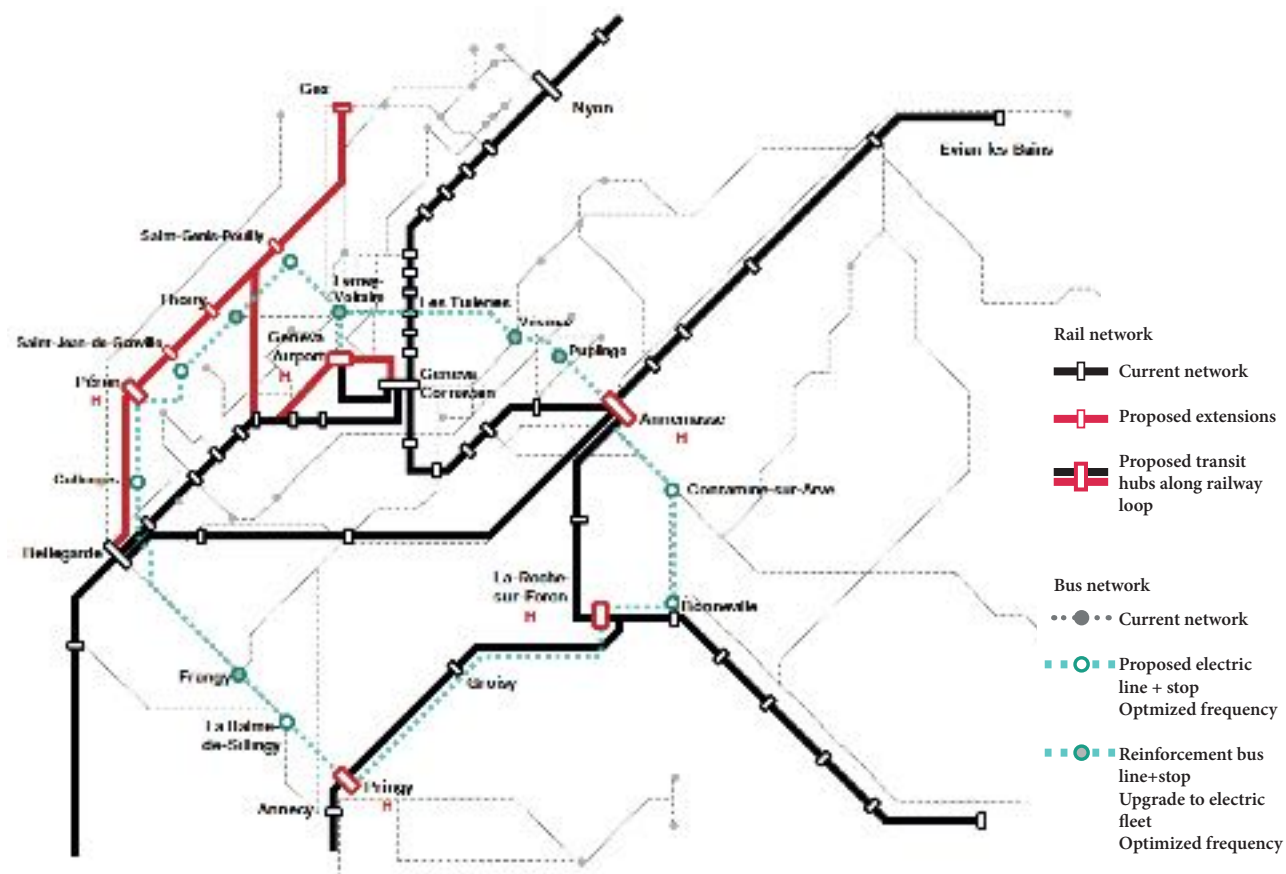 Gex
Nyon
Evian les Bains
Saint-Genis-Pouilly
Ferney-
Voltaire
Thoiry
Les Tuileries
Saint-Jean-de-Gonville
Geneva
Airport
H
Vésenaz
Puplinge
Péron
H
Geneva
Cornavin
Annemasse
H
Collonges
Contamine-sur-Arve
Bellegarde
La-Roche-
sur-Foron
H
Bonneville
Frangy
Groisy
La Balme-
de-Sillingy
Pringy
H
Annecy
Rail network
Current network
Proposed extensions
Proposed transit
hubs along railway
loop
Bus network
Current network
Proposed electric
line + stop
Optmized frequency
Reinforcement bus
line+stop
Upgrade to electric
fleet
Optimized frequency